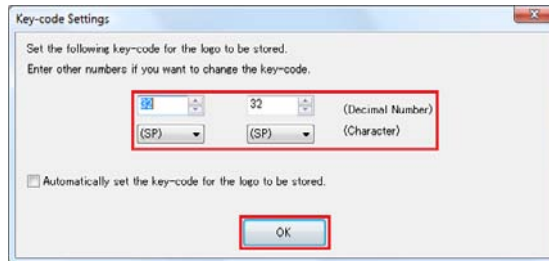 Key-code Settings
Set the following key-code for the logo to be stored.
Enter other numbers if you want to change the key-code.
32 32 (Decimal Number)
(SP) (SP) (Character)
Automatically set the key-code for the logo to be stored.
OK